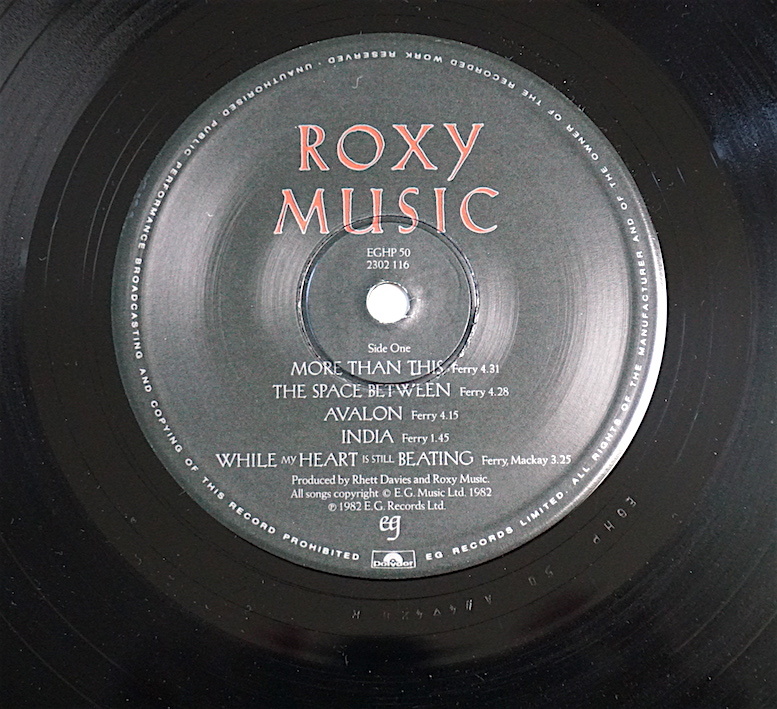 ROXY
MUSIC
EGHP 50
2302 116
Side One
MORE THAN THIS Ferry 4.31
THE SPACE BETWEEN Ferry 4.28
AVALON Ferry 4.15
INDIA Ferry 1.45
WHILE MY HEART IS STILL BEATING Ferry, Mackay 3.25
Produced by Rhett Davies and Roxy Music.
All songs copyright © E.G. Music Ltd. 1982
℗ 1982 E.G. Records Ltd.
eg
Polydor
EG RECORDS LIMITED. ALL RIGHTS OF THE MANUFACTURER AND OF THE OWNER OF THE RECORDED WORK RESERVED · UNAUTHORISED PUBLIC PERFORMANCE BROADCASTING AND COPYING OF THIS RECORD PROHIBITED
EGHP 50